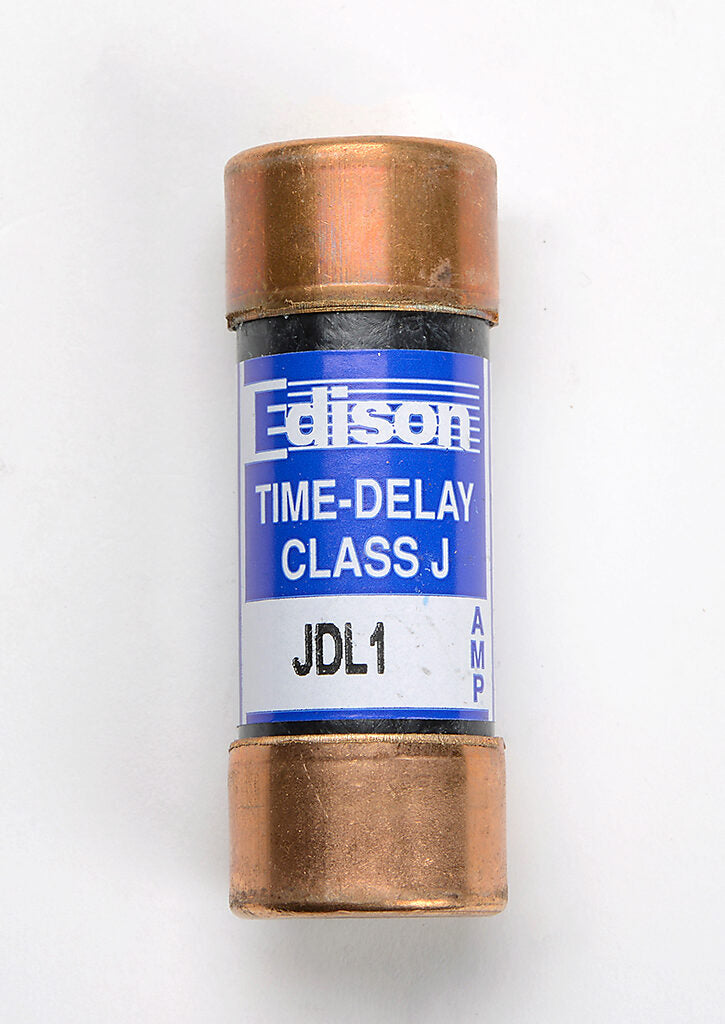 Edison
TIME-DELAY
CLASS J
JDL1
AMP